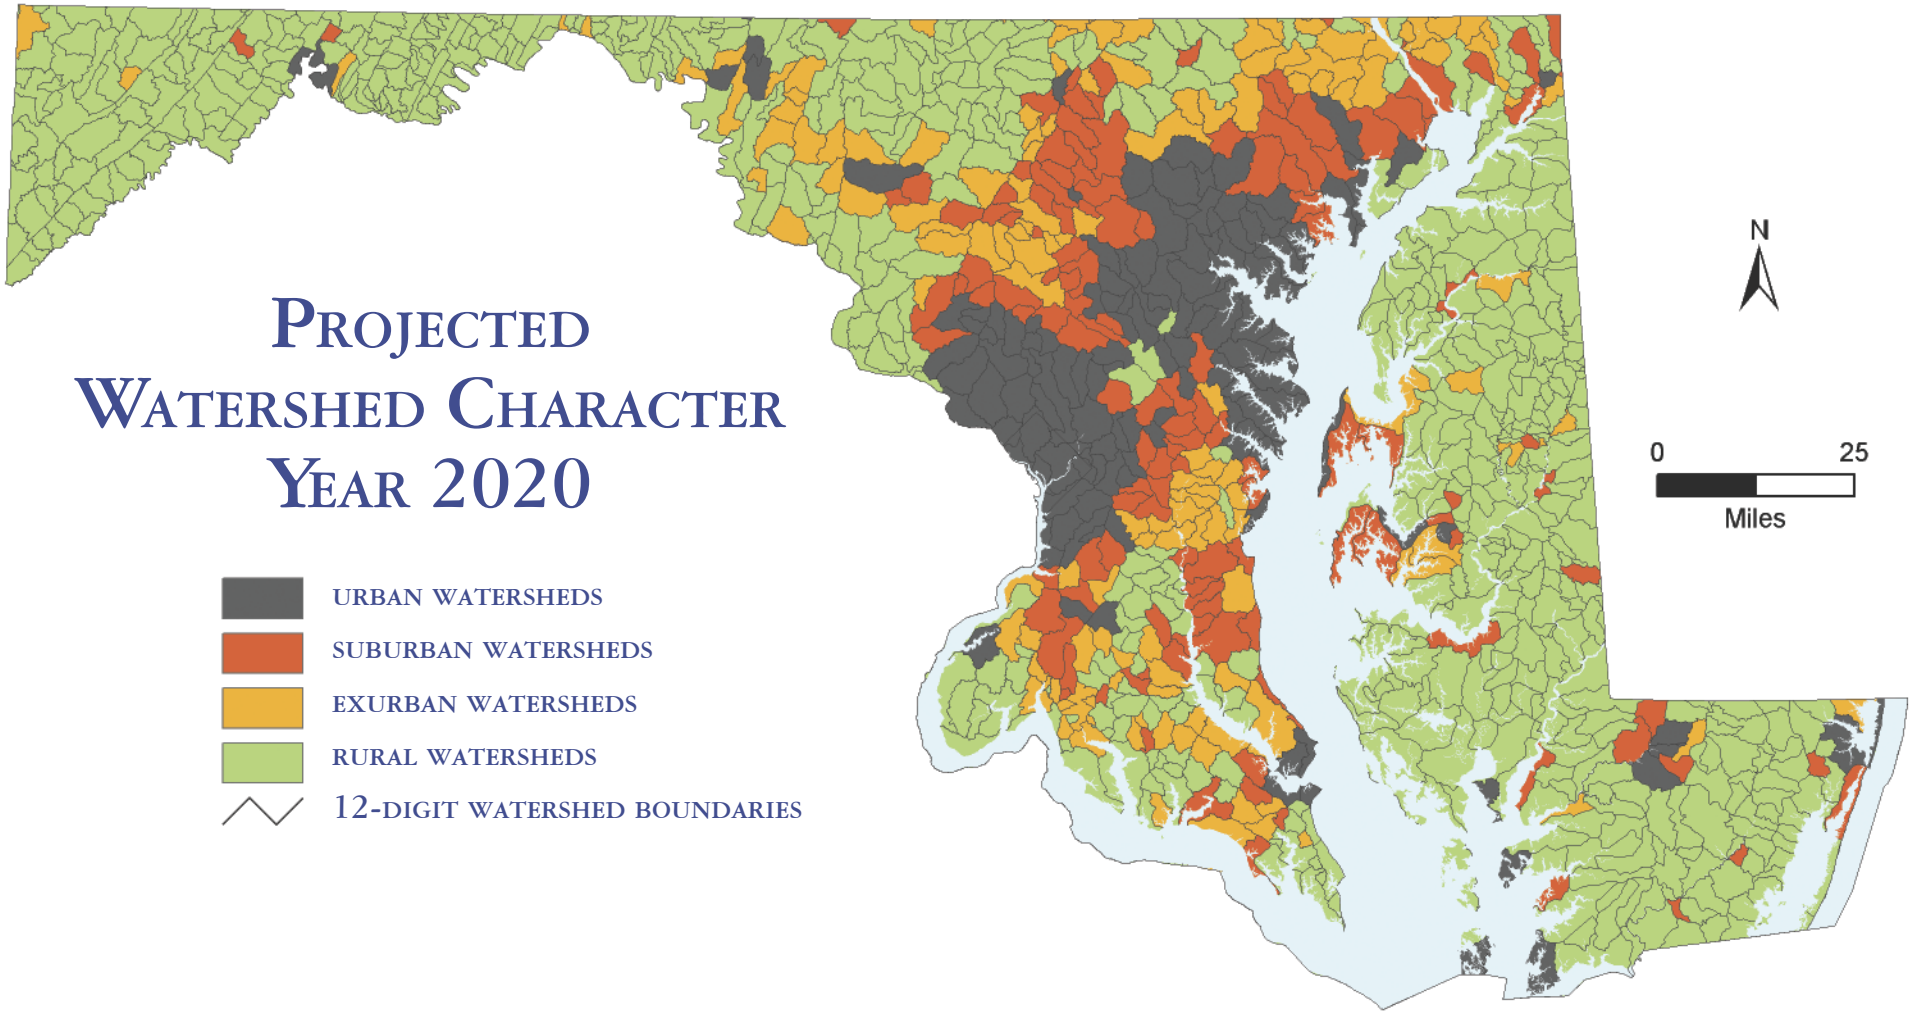 Projected
Watershed Character
Year 2020
urban watersheds
suburban watersheds
exurban watersheds
rural watersheds
12-digit watershed boundaries
N
0 25
Miles